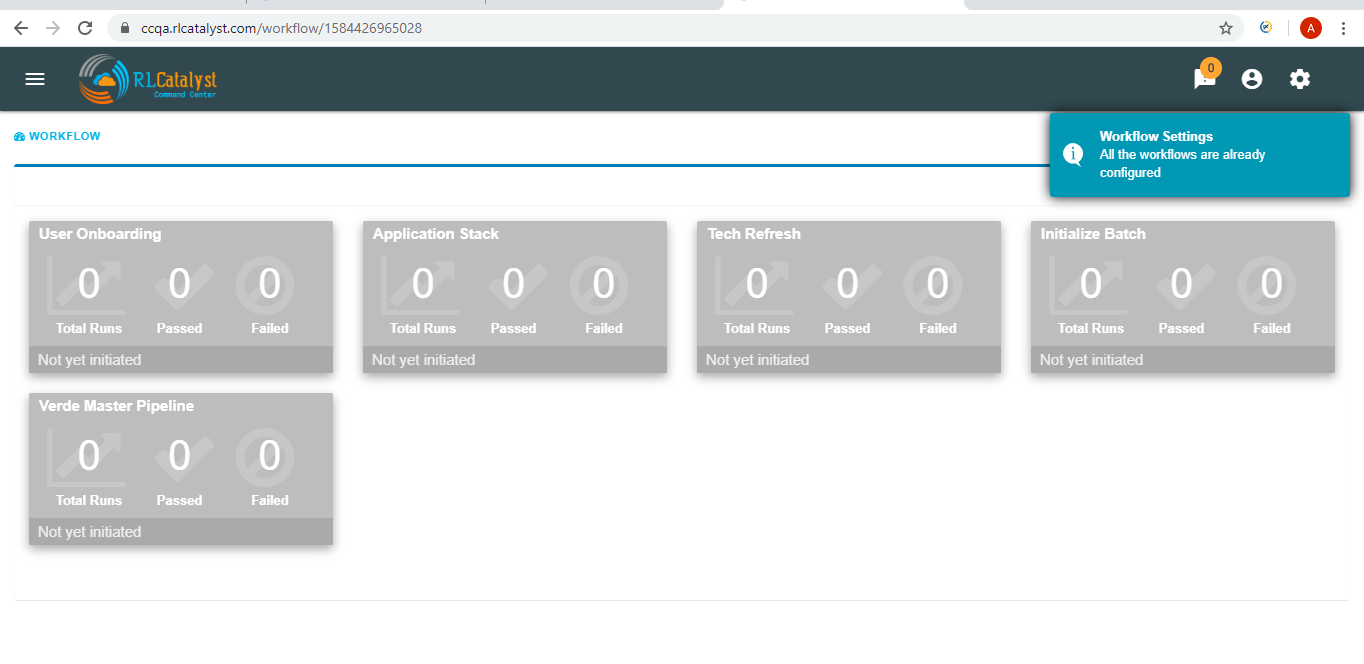 ccqa.rlcatalyst.com/workflow/1584426965028
A
RLCatalyst
Command Center
0
WORKFLOW
Workflow Settings
All the workflows are already
configured
User Onboarding
0 0 0
Total Runs Passed Failed
Not yet initiated
Application Stack
0 0 0
Total Runs Passed Failed
Not yet initiated
Tech Refresh
0 0 0
Total Runs Passed Failed
Not yet initiated
Initialize Batch
0 0 0
Total Runs Passed Failed
Not yet initiated
Verde Master Pipeline
0 0 0
Total Runs Passed Failed
Not yet initiated